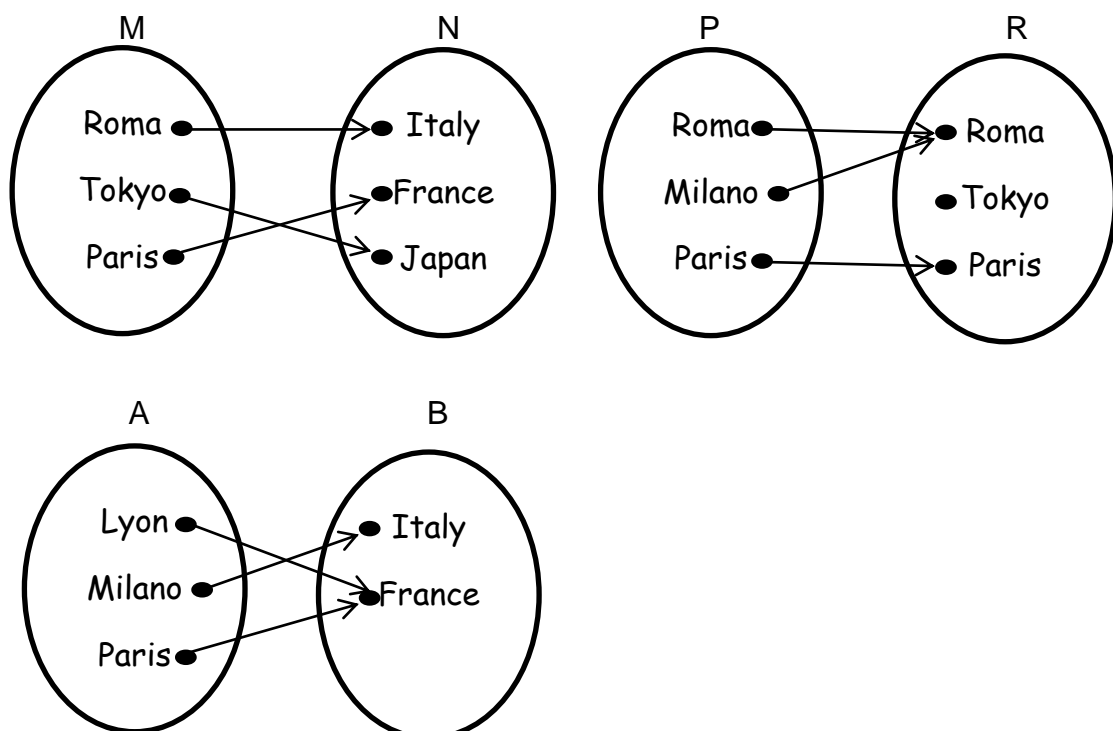 M N P R
Roma Italy Roma Roma
Tokyo France Milano Tokyo
Paris Japan Paris Paris
A B
Lyon Italy
Milano France
Paris